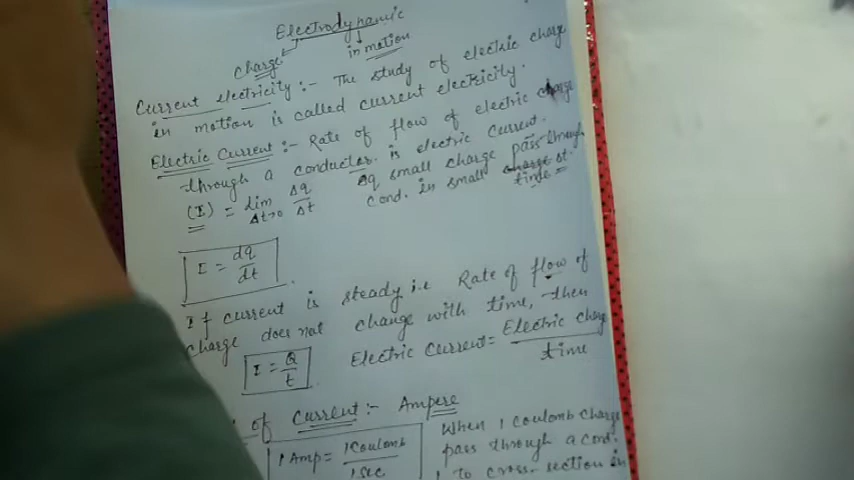 Electrodynamic
charge in motion
Current electricity :- The study of electric charge
in motion is called current electricity.
Electric Current :- Rate of flow of electric charge
through a conductor is electric current.
(I) = lim Δt→0 Δq/Δt Δq small charge pass through
cond. in small time Δt.
I = dq/dt
If current is steady i.e Rate of flow of
charge does not change with time, then
I = Q/t Electric Current = Electric charge/time
of Current :- Ampere
1 Amp = 1 Coulomb/1 sec When 1 coulomb charge
pass through a cond.
to cross-section in